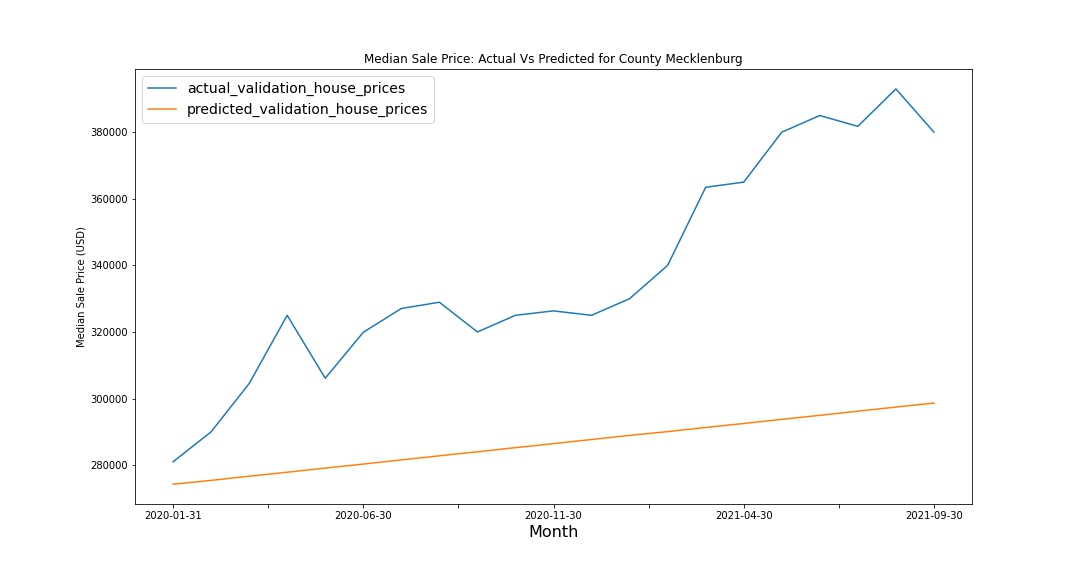 Median Sale Price: Actual Vs Predicted for County Mecklenburg
actual_validation_house_prices
predicted_validation_house_prices
Median Sale Price (USD)
380000
360000
340000
320000
300000
280000
2020-01-31
2020-06-30
2020-11-30
2021-04-30
2021-09-30
Month